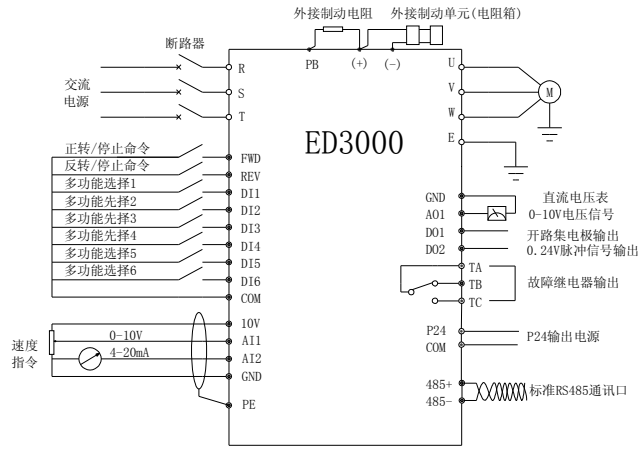 外接制动电阻
外接制动单元(电阻箱)
断路器
PB
(+)
(-)
交流
电源
R
S
T
U
V
W
E
M
ED3000
正转/停止命令
FWD
反转/停止命令
REV
多功能选择1
DI1
多功能先择2
DI2
多功能先择3
DI3
多功能先择4
DI4
多功能选择5
DI5
多功能选择6
DI6
COM
GND
直流电压表
AO1
0-10V电压信号
DO1
开路集电极输出
DO2
0.24V脉冲信号输出
TA
TB
故障继电器输出
TC
速度
指令
10V
0-10V
AI1
4-20mA
AI2
GND
PE
P24
P24输出电源
COM
485+
标准RS485通讯口
485-